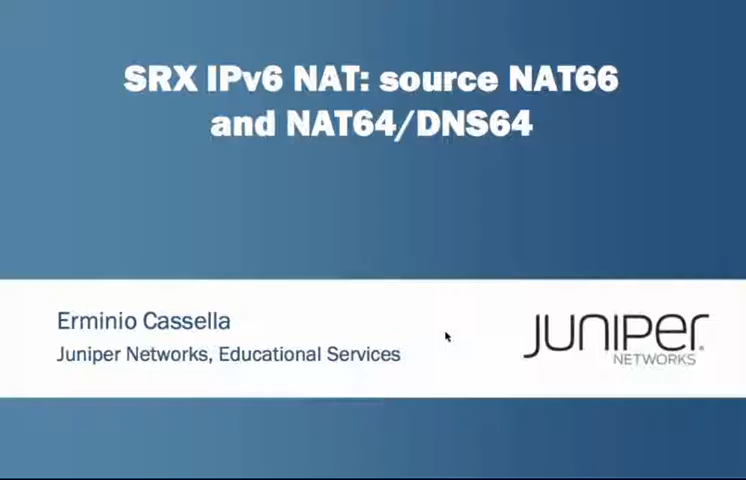 SRX IPv6 NAT: source NAT66
and NAT64/DNS64
Erminio Cassella
Juniper Networks, Educational Services
JUNIPER
NETWORKS